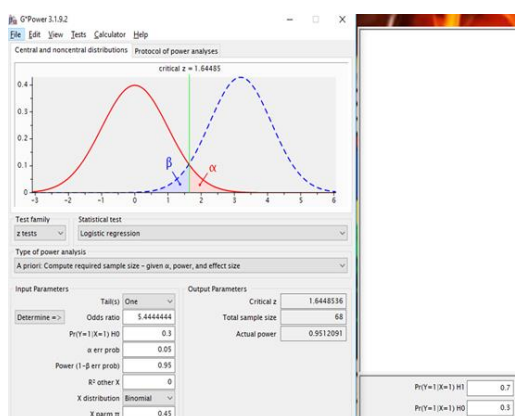 G*Power 3.1.9.2
File Edit View Tests Calculator Help
Central and noncentral distributions Protocol of power analyses
critical z = 1.64485
0.4
0.3
0.2
0.1
0
β
α
-3 -2 -1 0 1 2 3 4 5 6
Test family Statistical test
z tests Logistic regression
Type of power analysis
A priori: Compute required sample size - given α, power, and effect size
Input Parameters Output Parameters
Tail(s) One Critical z 1.6448536
Determine => Odds ratio 5.4444444 Total sample size 68
Pr(Y=1|X=1) H0 0.3 Actual power 0.9512091
α err prob 0.05
Power (1-β err prob) 0.95
R² other X 0
X distribution Binomial Pr(Y=1|X=1) H1 0.7
X parm π 0.45 Pr(Y=1|X=1) H0 0.3